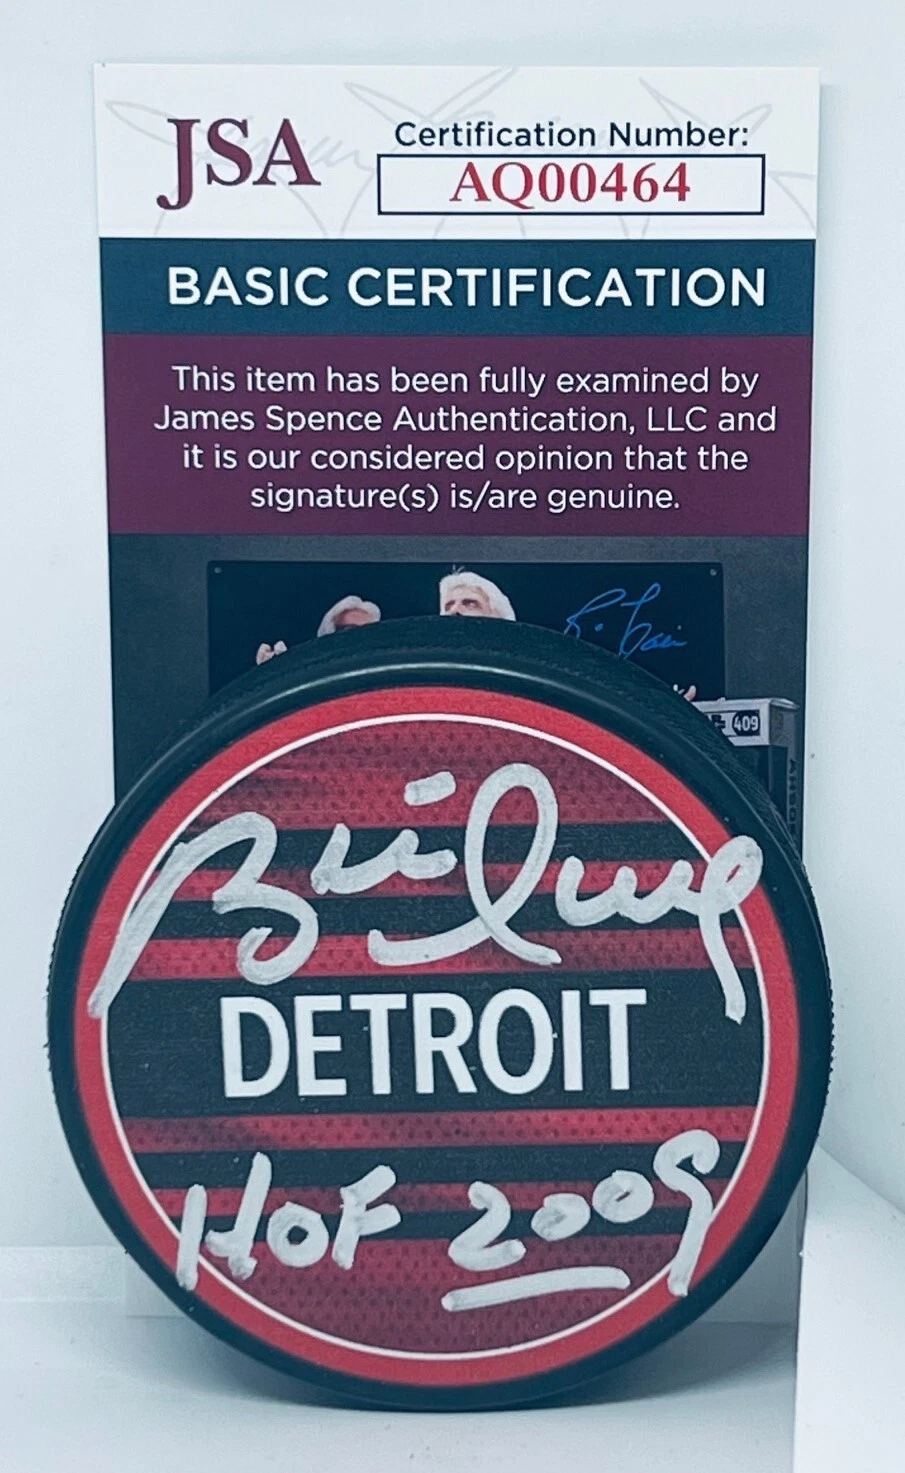 JSA
Certification Number:
AQ00464
BASIC CERTIFICATION
This item has been fully examined by
James Spence Authentication, LLC and
it is our considered opinion that the
signature(s) is/are genuine.
409
DETROIT
HOF 2009